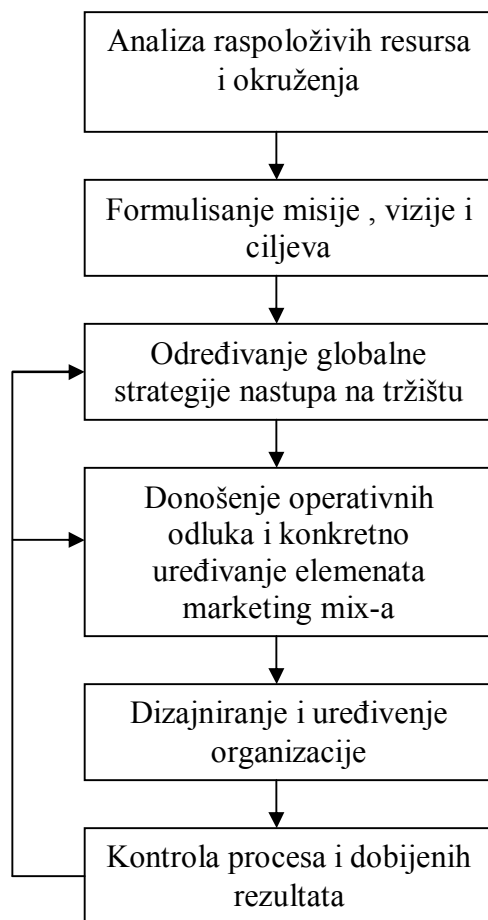 Analiza raspoloživih resursa
i okruženja
Formulisanje misije , vizije i
ciljeva
Određivanje globalne
strategije nastupa na tržištu
Donošenje operativnih
odluka i konkretno
uređivanje elemenata
marketing mix-a
Dizajniranje i uređivenje
organizacije
Kontrola procesa i dobijenih
rezultata